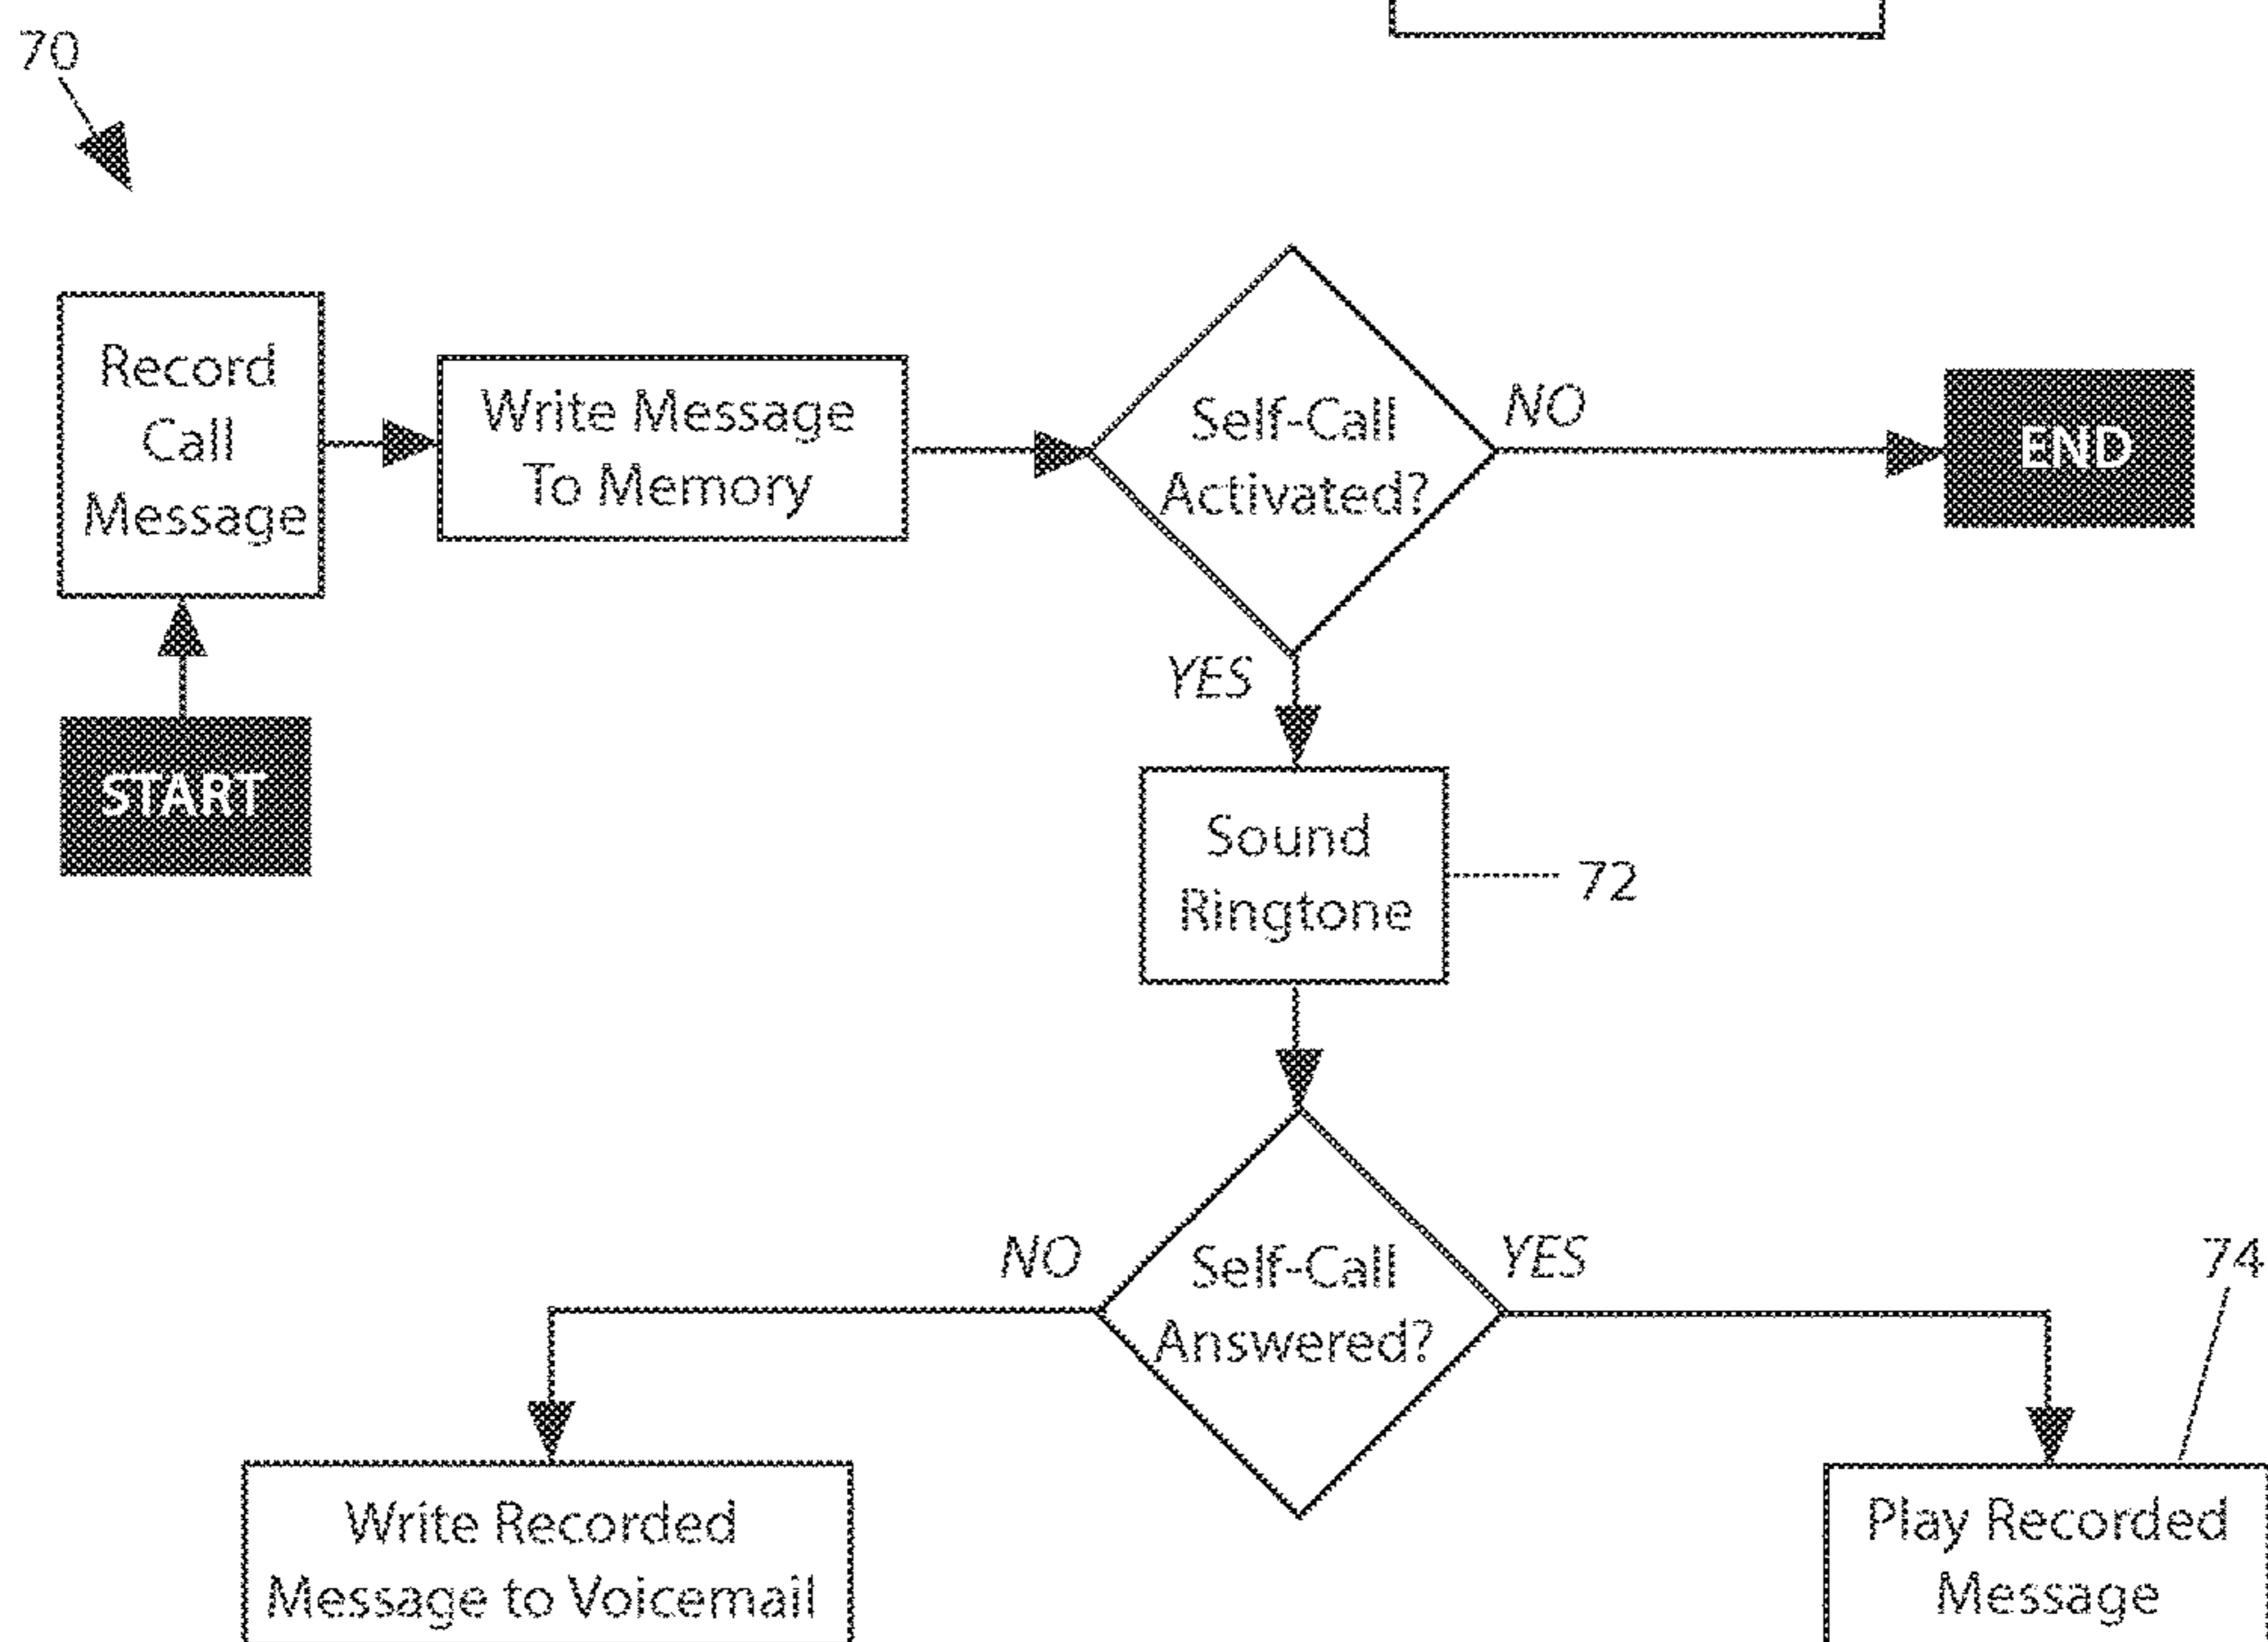 70
Record
Call
Message
Write Message
To Memory
Self-Call
Activated?
NO
END
YES
START
Sound
Ringtone
72
NO
Self-Call
Answered?
YES
74
Write Recorded
Message to Voicemail
Play Recorded
Message